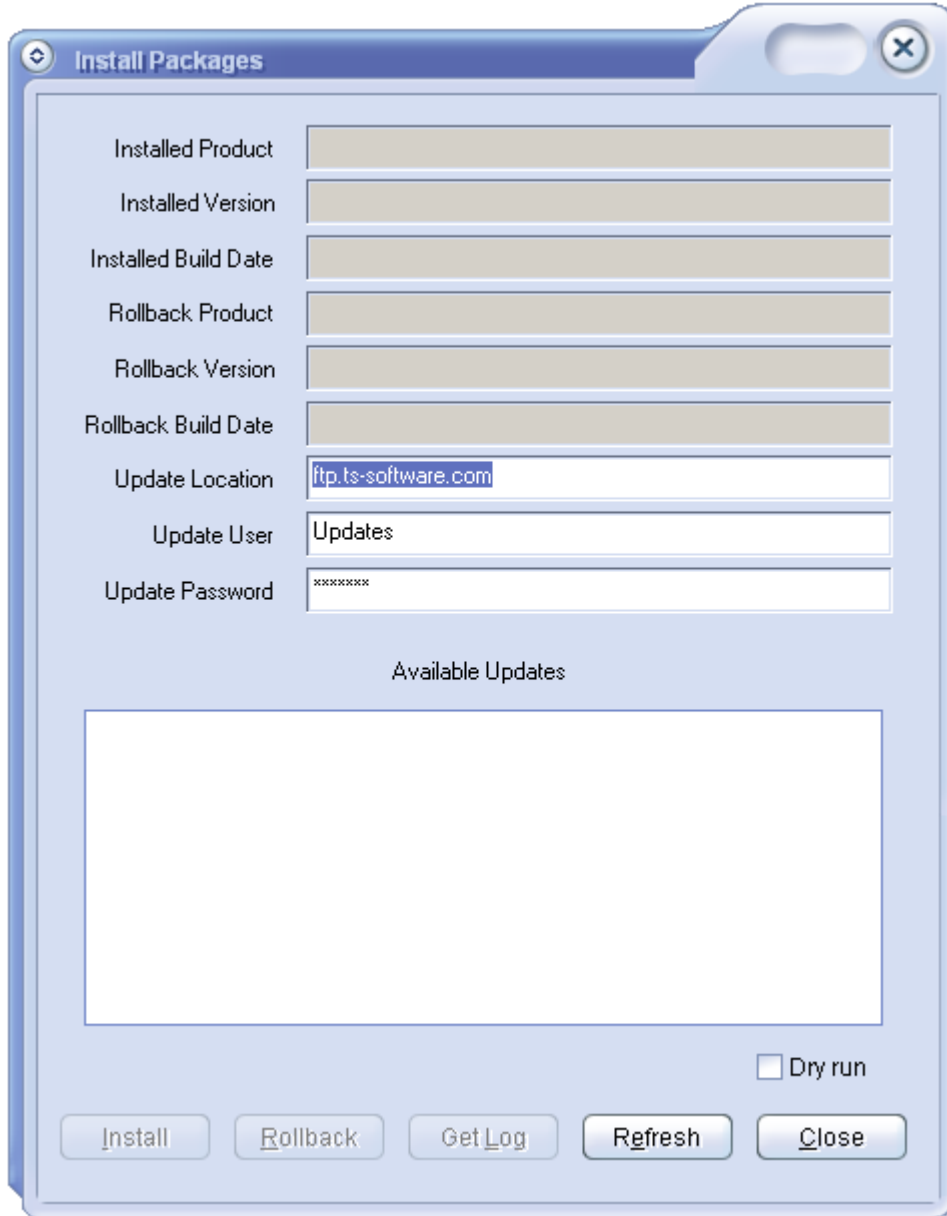 Install Packages
Installed Product
Installed Version
Installed Build Date
Rollback Product
Rollback Version
Rollback Build Date
Update Location ftp.ts-software.com
Update User Updates
Update Password *******
Available Updates
Dry run
Install Rollback Get Log Refresh Close